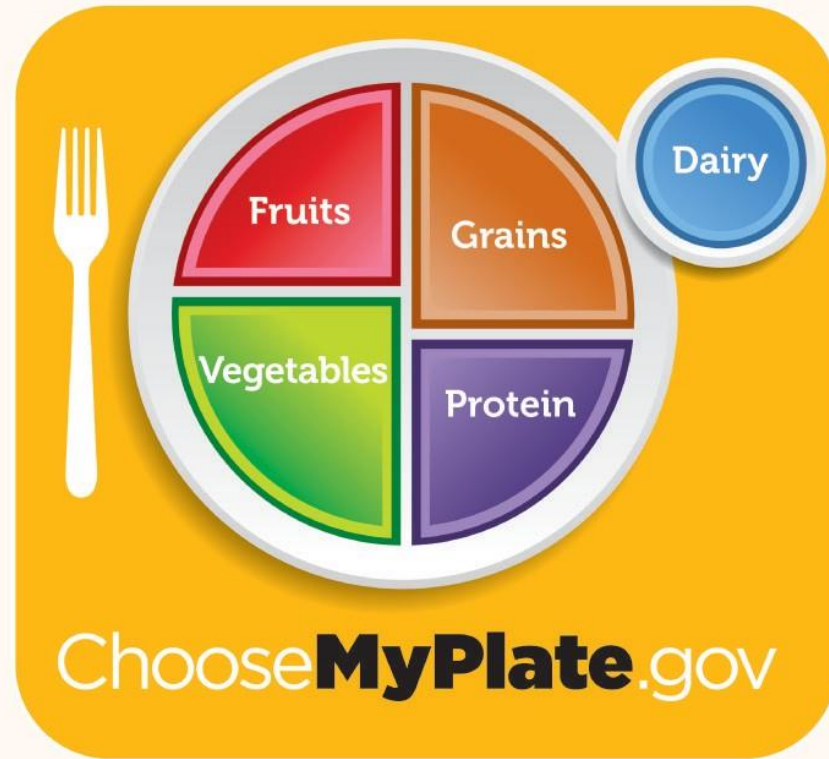 Dairy
Fruits
Grains
Vegetables
Protein
ChooseMyPlate.gov